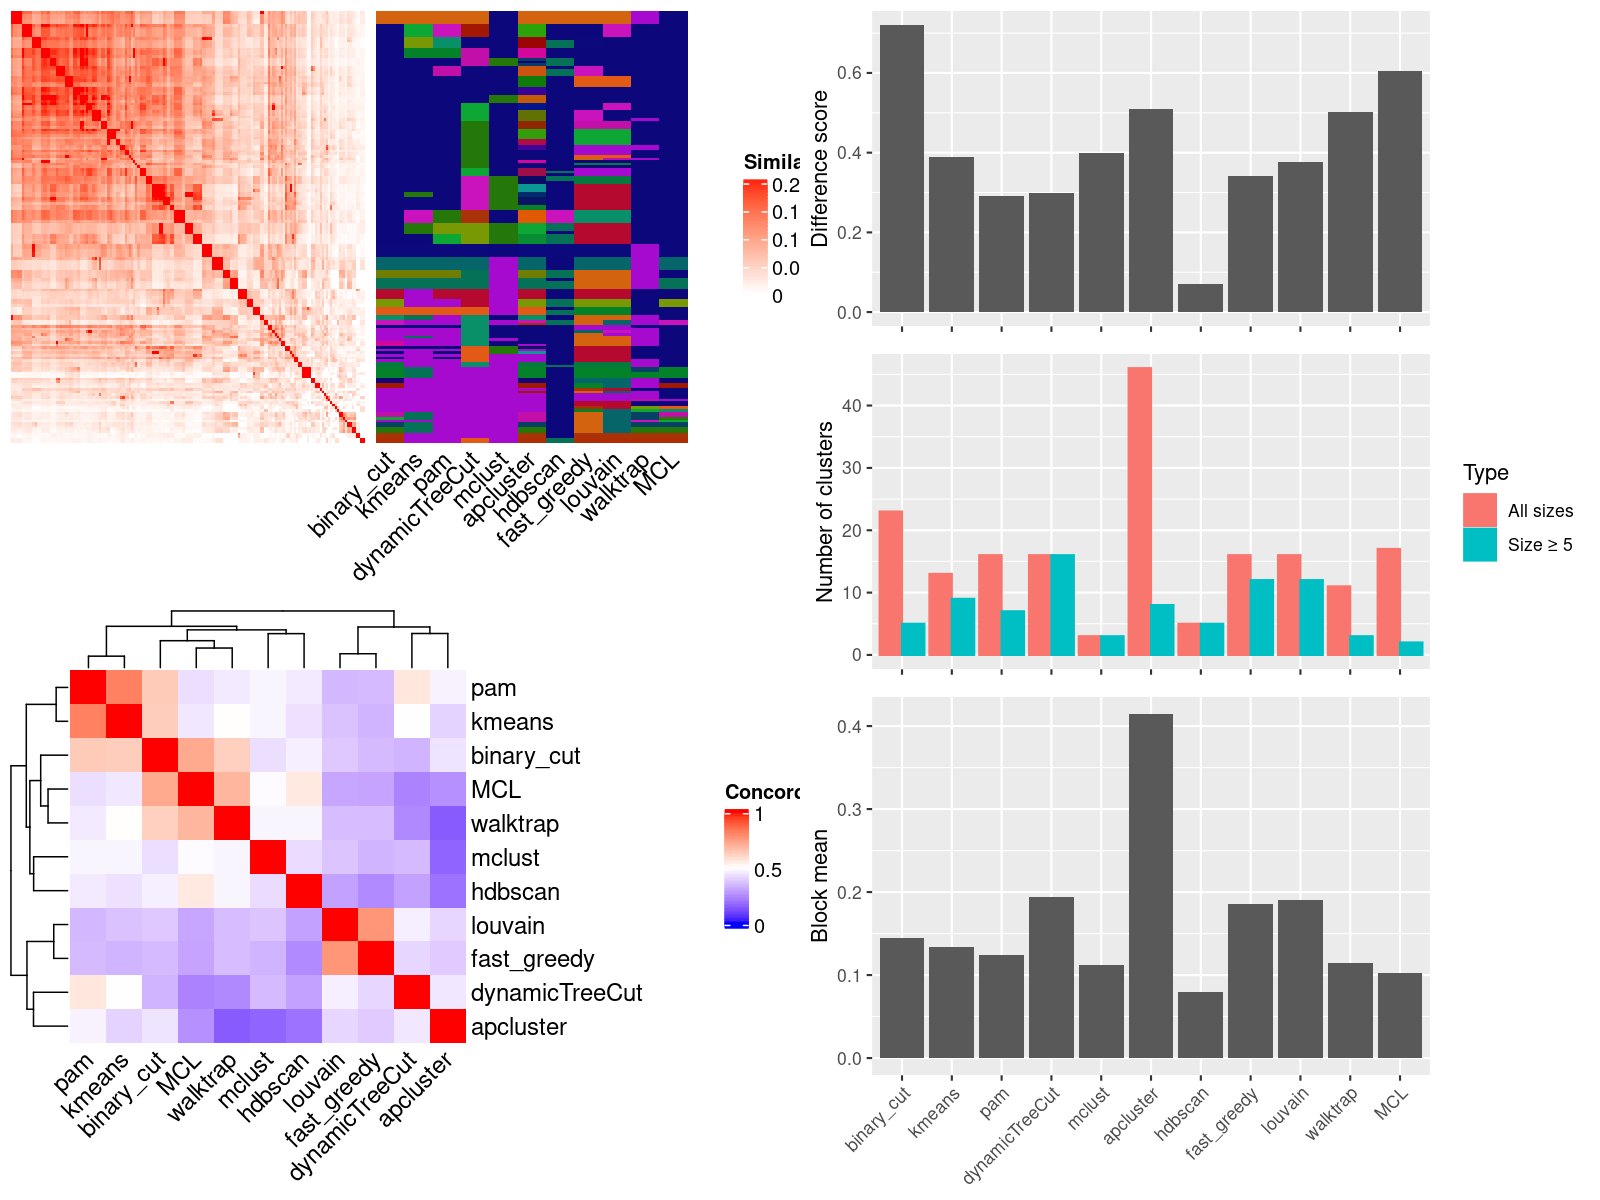 Simila
0.2
0.1
0.1
0.0
0
binary_cut
kmeans
pam
dynamicTreeCut
mclust
apcluster
hdbscan
fast_greedy
louvain
walktrap
MCL
pam
kmeans
binary_cut
MCL
walktrap
mclust
hdbscan
louvain
fast_greedy
dynamicTreeCut
apcluster
pam
kmeans
binary_cut
MCL
walktrap
mclust
hdbscan
louvain
fast_greedy
dynamicTreeCut
apcluster
Concord
1
0.5
0
Difference score
0.6
0.4
0.2
0.0
Number of clusters
40
30
20
10
0
Type
All sizes
Size ≥ 5
Block mean
0.4
0.3
0.2
0.1
0.0
binary_cut
kmeans
pam
dynamicTreeCut
mclust
apcluster
hdbscan
fast_greedy
louvain
walktrap
MCL